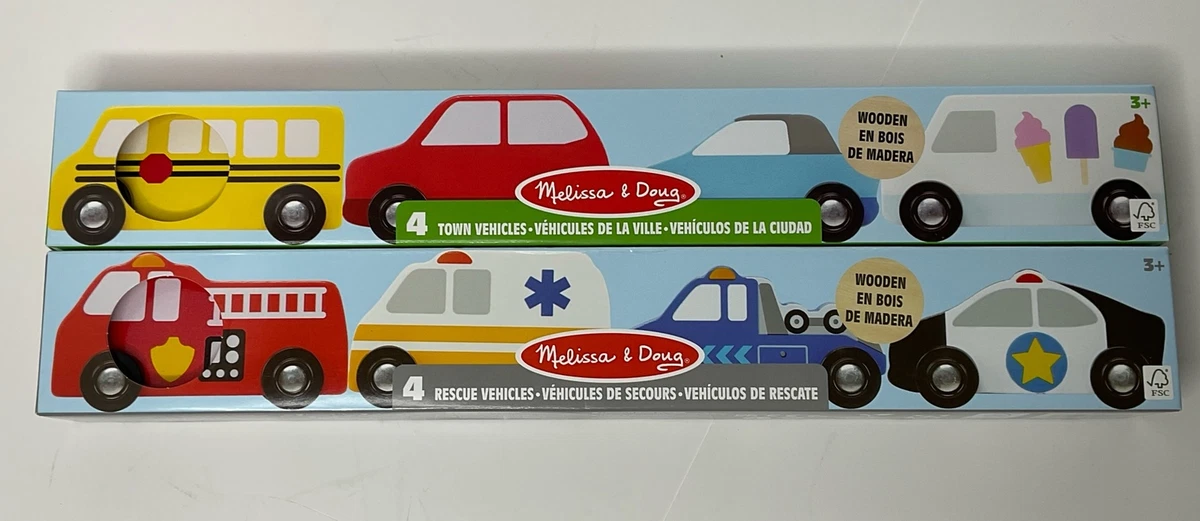 3+
WOODEN
EN BOIS
DE MADERA
Melissa & Doug®
4 TOWN VEHICLES • VÉHICULES DE LA VILLE • VEHÍCULOS DE LA CIUDAD
FSC
3+
WOODEN
EN BOIS
DE MADERA
Melissa & Doug®
4 RESCUE VEHICLES • VÉHICULES DE SECOURS • VEHÍCULOS DE RESCATE
FSC